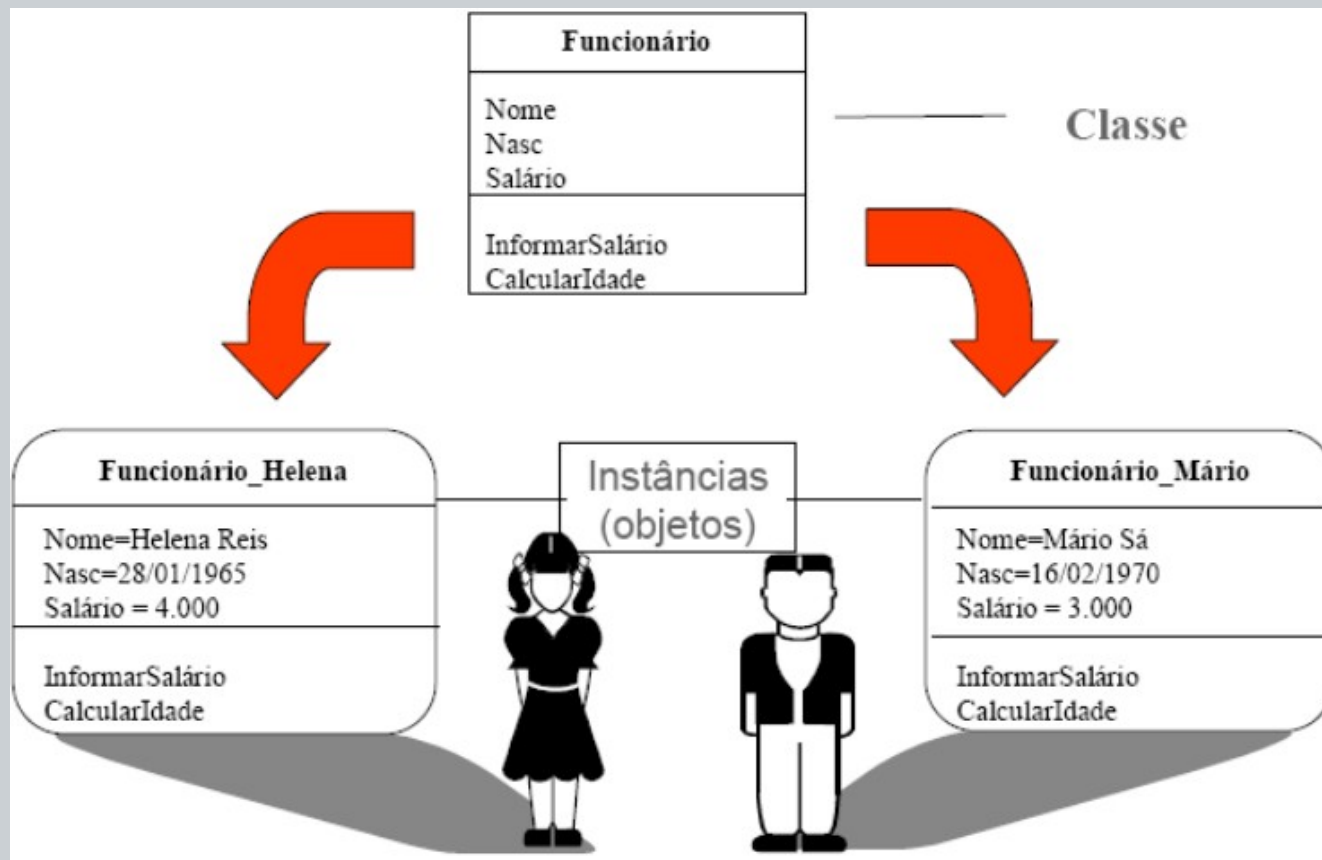 Funcionário
Nome
Nasc
Salário
InformarSalário
CalcularIdade
Classe
Funcionário_Helena
Nome=Helena Reis
Nasc=28/01/1965
Salário = 4.000
InformarSalário
CalcularIdade
Instâncias
(objetos)
Funcionário_Mário
Nome=Mário Sá
Nasc=16/02/1970
Salário = 3.000
InformarSalário
CalcularIdade